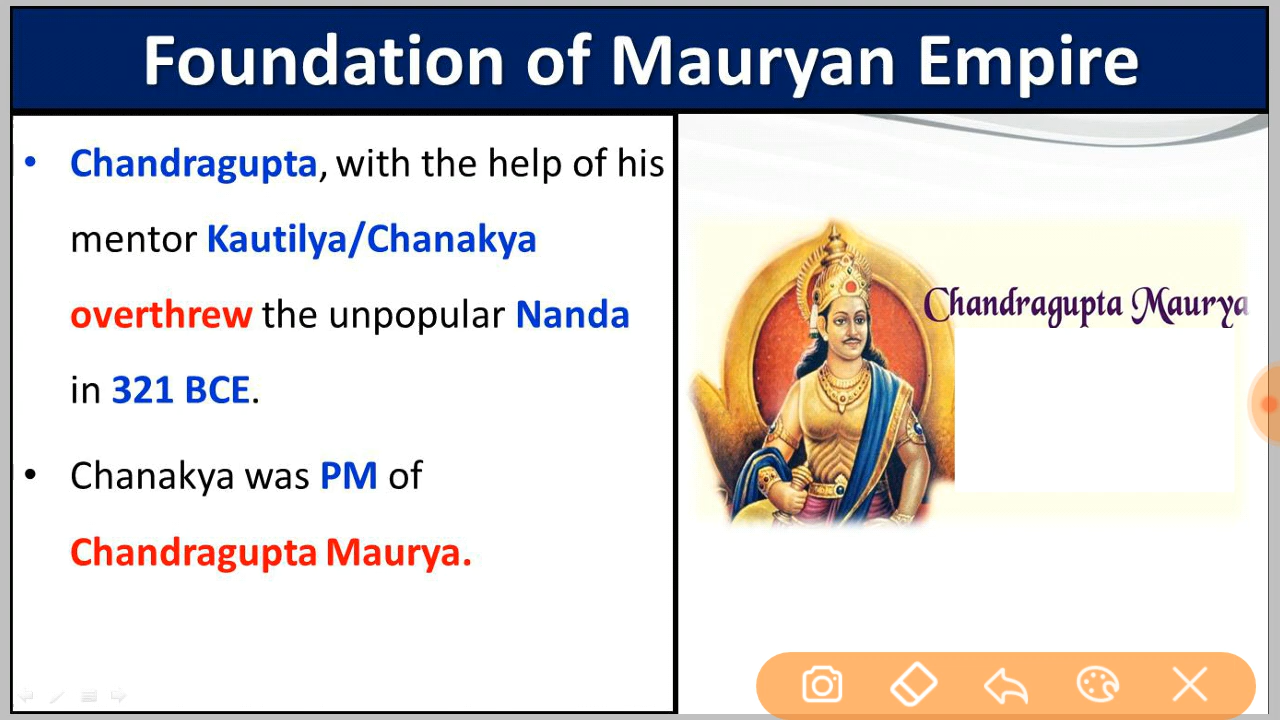 Foundation of Mauryan Empire
• Chandragupta, with the help of his
mentor Kautilya/Chanakya
overthrew the unpopular Nanda
in 321 BCE.
• Chanakya was PM of
Chandragupta Maurya.
Chandragupta Maurya